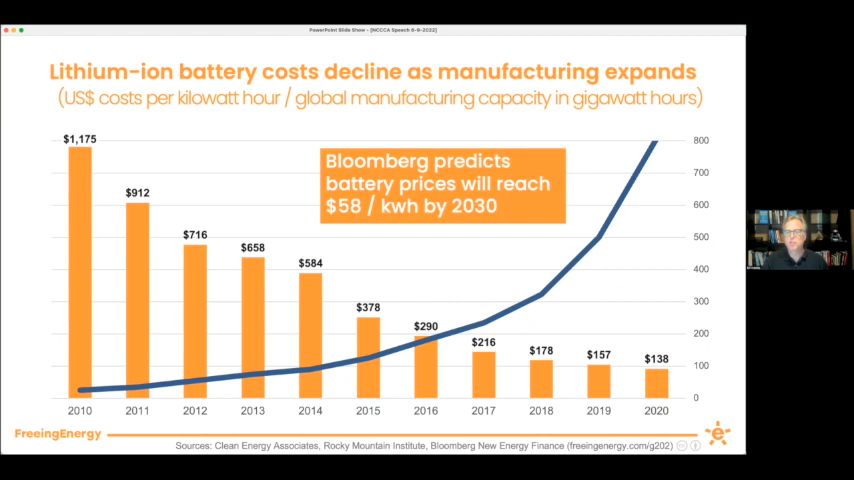 PowerPoint Slide Show - [NCCCA Speech 6-9-2022]
Lithium-ion battery costs decline as manufacturing expands
(US$ costs per kilowatt hour / global manufacturing capacity in gigawatt hours)
$1,175
$912
$716
$658
$584
$378
$290
$216
$178
$157
$138
Bloomberg predicts
battery prices will reach
$58 / kwh by 2030
800
700
600
500
400
300
200
100
0
2010 2011 2012 2013 2014 2015 2016 2017 2018 2019 2020
FreeingEnergy
Sources: Clean Energy Associates, Rocky Mountain Institute, Bloomberg New Energy Finance (freeingenergy.com/g202)
e